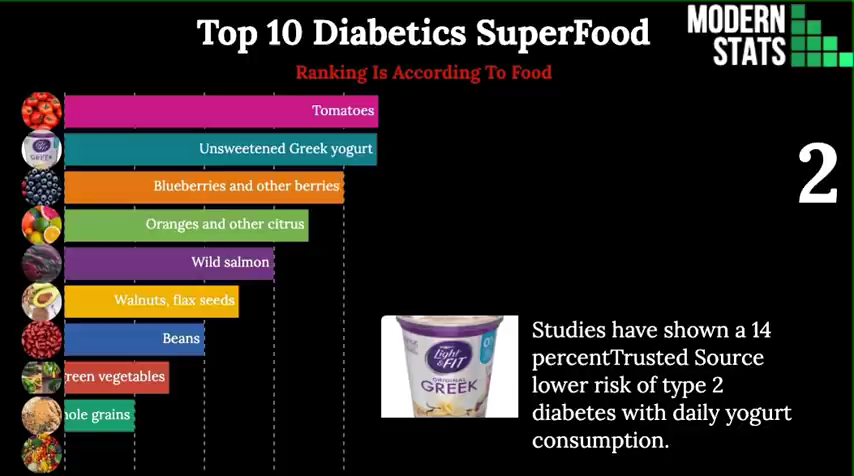 Top 10 Diabetics SuperFood
MODERN
STATS
Ranking Is According To Food
Tomatoes
Unsweetened Greek yogurt
2
Blueberries and other berries
Oranges and other citrus
Wild salmon
Walnuts, flax seeds
Beans
reen vegetables
hole grains
Light
& FIT
ORIGINAL
GREEK
Studies have shown a 14
percentTrusted Source
lower risk of type 2
diabetes with daily yogurt
consumption.